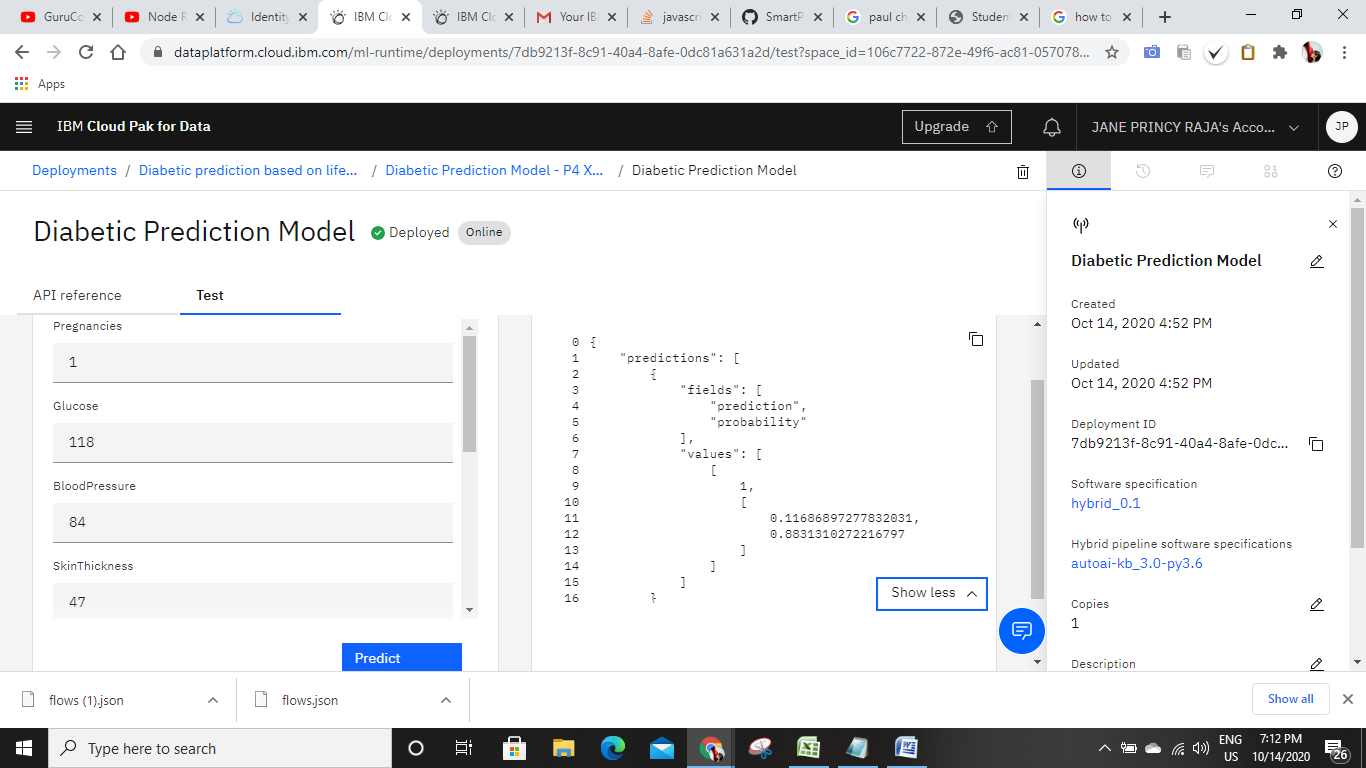 GuruCo
Node R
Identity
IBM Clo
IBM Clo
Your IB
javascri
SmartP
paul ch
Student
how to
dataplatform.cloud.ibm.com/ml-runtime/deployments/7db9213f-8c91-40a4-8afe-0dc81a631a2d/test?space_id=106c7722-872e-49f6-ac81-057078...
Apps
IBM Cloud Pak for Data
Upgrade
JANE PRINCY RAJA's Acco...
JP
Deployments / Diabetic prediction based on life... / Diabetic Prediction Model - P4 X... / Diabetic Prediction Model
Diabetic Prediction Model
Deployed
Online
API reference
Test
Pregnancies
1
Glucose
118
BloodPressure
84
SkinThickness
47
Predict
0 {
1 "predictions": [
2 {
3 "fields": [
4 "prediction",
5 "probability"
6 ],
7 "values": [
8 [
9 1,
10 [
11 0.11686897277832031,
12 0.8831310272216797
13 ]
14 ]
15 ]
16 }
Show less
Diabetic Prediction Model
Created
Oct 14, 2020 4:52 PM
Updated
Oct 14, 2020 4:52 PM
Deployment ID
7db9213f-8c91-40a4-8afe-0dc...
Software specification
hybrid_0.1
Hybrid pipeline software specifications
autoai-kb_3.0-py3.6
Copies
1
Description
flows (1).json
flows.json
Show all
Type here to search
ENG
US
7:12 PM
10/14/2020
26